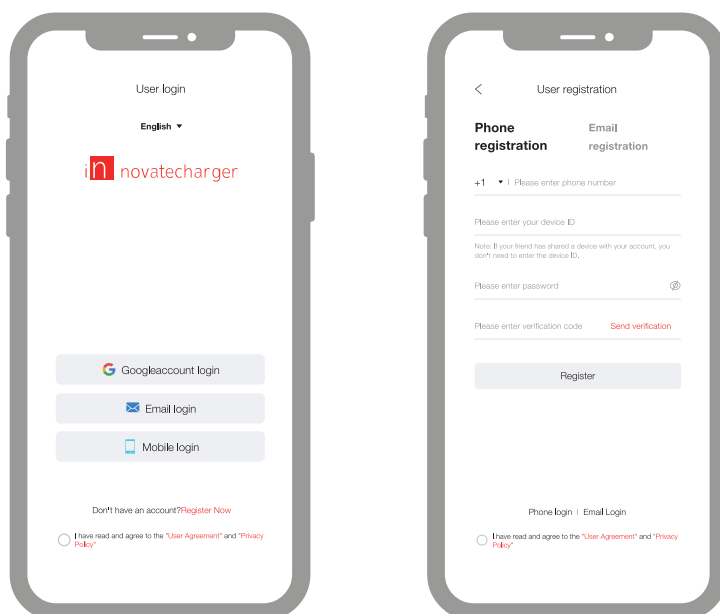 User login
English
in novatecharger
Googleaccount login
Email login
Mobile login
Don't have an account?Register Now
I have read and agree to the "User Agreement" and "Privacy
Policy"
User registration
Phone
registration
Email
registration
+1 Please enter phone number
Please enter your device ID
Note: If your friend has shared a device with your account, you
don't need to enter the device ID.
Please enter password
Please enter verification code Send verification
Register
Phone login | Email Login
I have read and agree to the "User Agreement" and "Privacy
Policy"